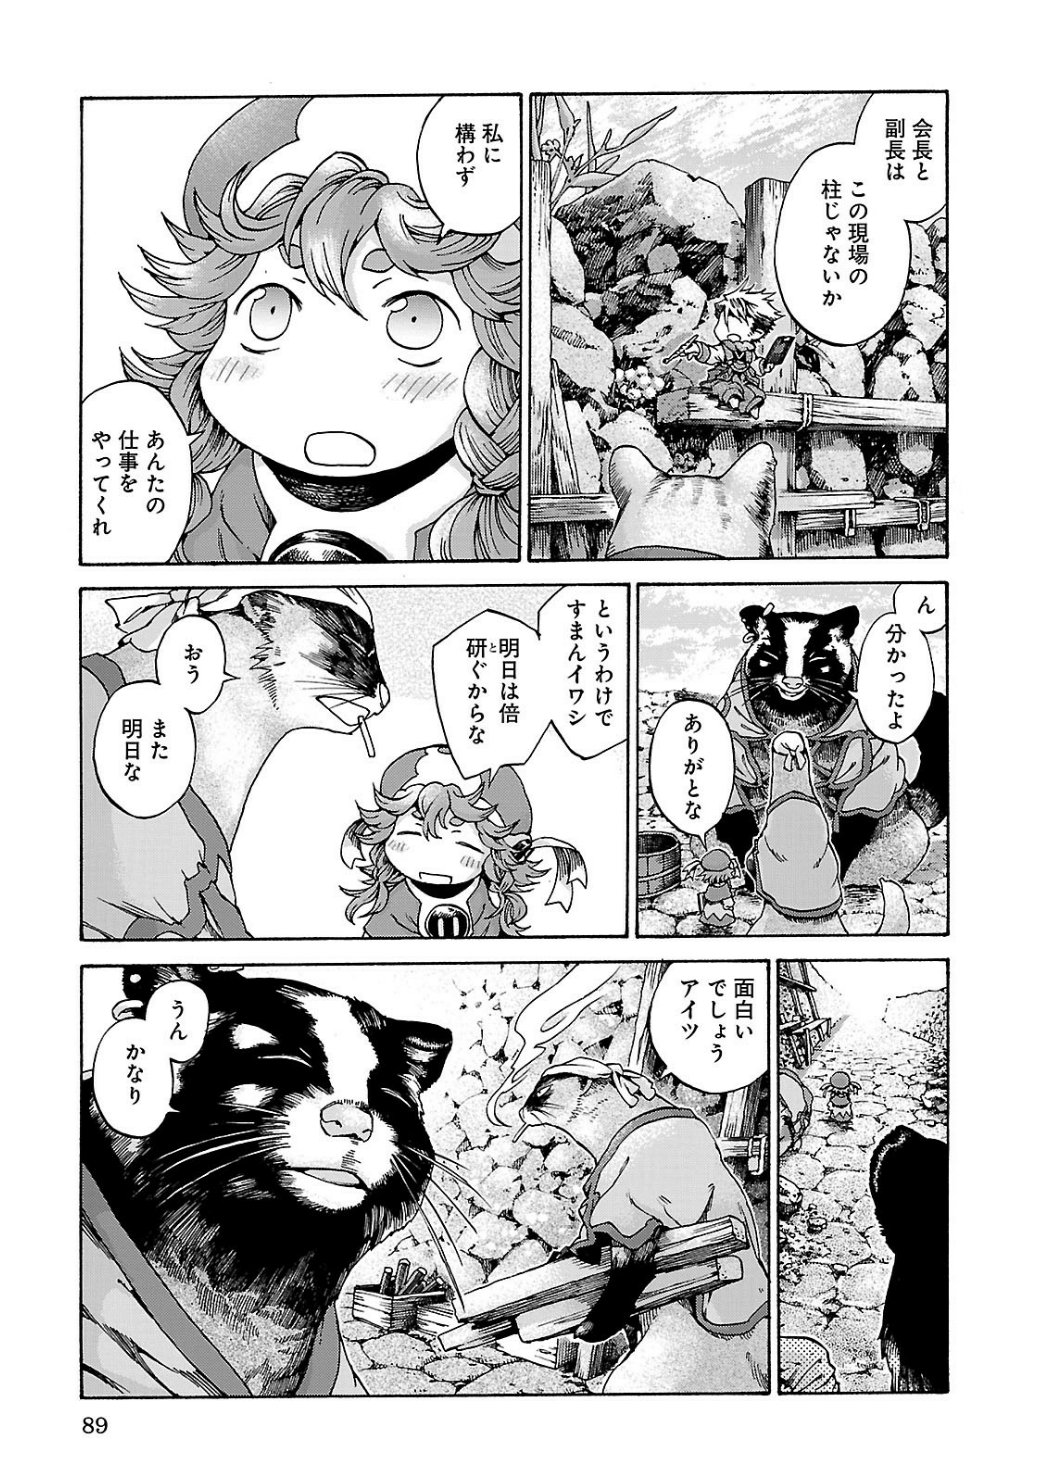 会長と
副長は
この現場の
柱じゃないか
私に
構わず
あんたの
仕事を
やってくれ
ん
分かったよ
ありがとな
というわけで
すまんイワシ
明日は倍
研ぐからな
と
おう
また
明日な
面白い
でしょう
アイツ
うん
かなり
89